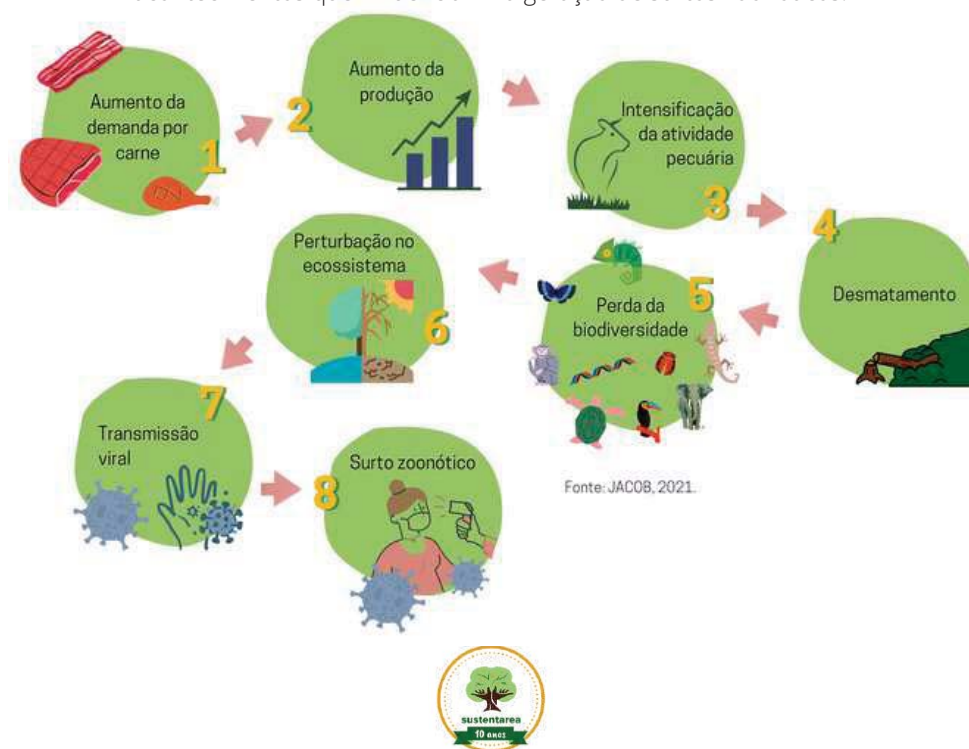 Aumento da
demanda por
carne
1
Aumento da
produção
2
Intensificação
da atividade
pecuária
3
4
Desmatamento
5
Perda da
biodiversidade
Perturbação no
ecossistema
6
7
Transmissão
viral
Surto zoonótico
8
Fonte: JACOB, 2021.
sustentarea
10 anos